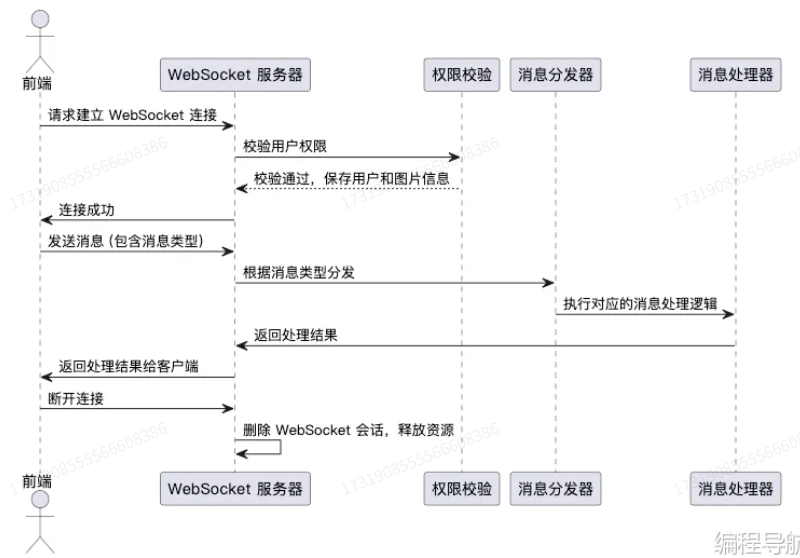 前端
WebSocket 服务器
权限校验
消息分发器
消息处理器
请求建立 WebSocket 连接
校验用户权限
校验通过，保存用户和图片信息
连接成功
发送消息（包含消息类型）
根据消息类型分发
执行对应的消息处理逻辑
返回处理结果
返回处理结果给客户端
断开连接
删除 WebSocket 会话，释放资源
前端
WebSocket 服务器
权限校验
消息分发器
消息处理器
1731908555566608386
1731908555566608386
1731908555566608386
1731908555566608386
1731908555566608386
1731908555566608386
编程导航